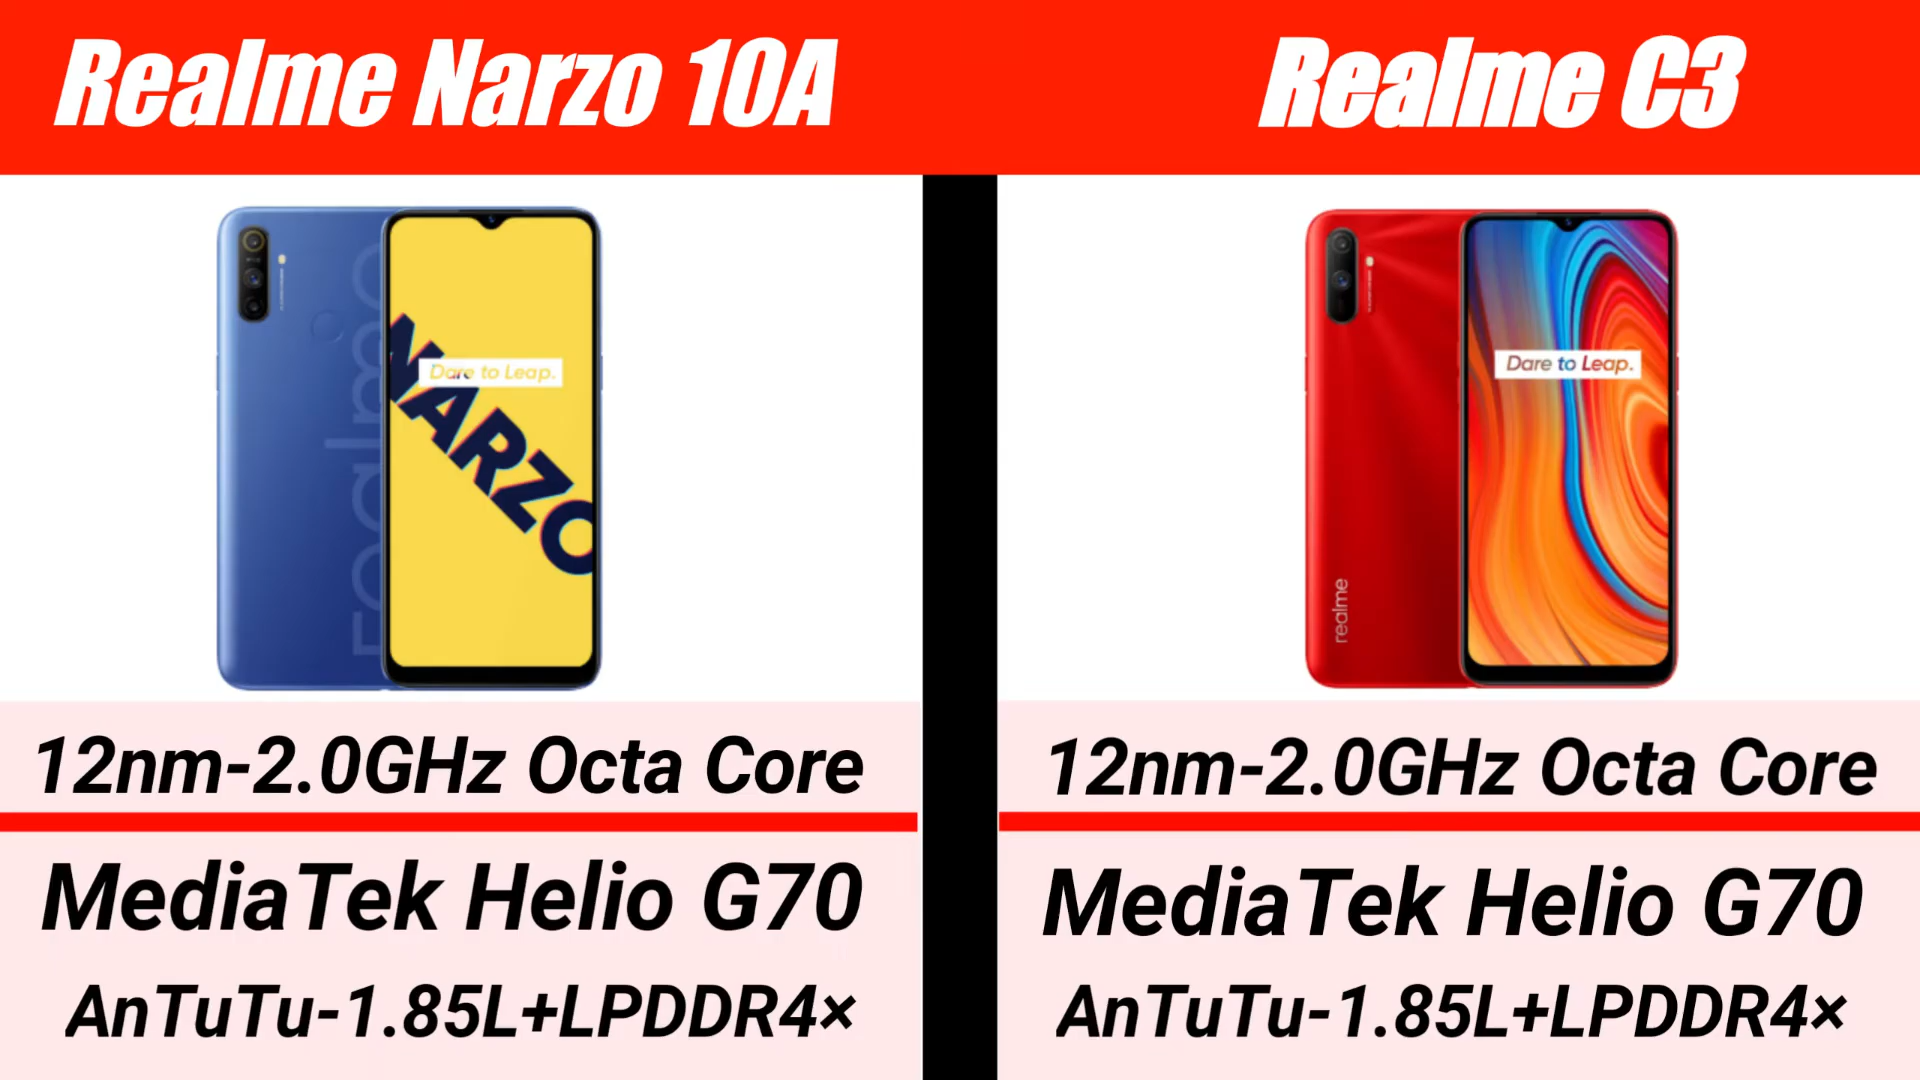 Realme Narzo 10A
Realme C3
realme
NARZO
Dare to Leap.
realme
Dare to Leap.
12nm-2.0GHz Octa Core
12nm-2.0GHz Octa Core
MediaTek Helio G70
MediaTek Helio G70
AnTuTu-1.85L+LPDDR4×
AnTuTu-1.85L+LPDDR4×